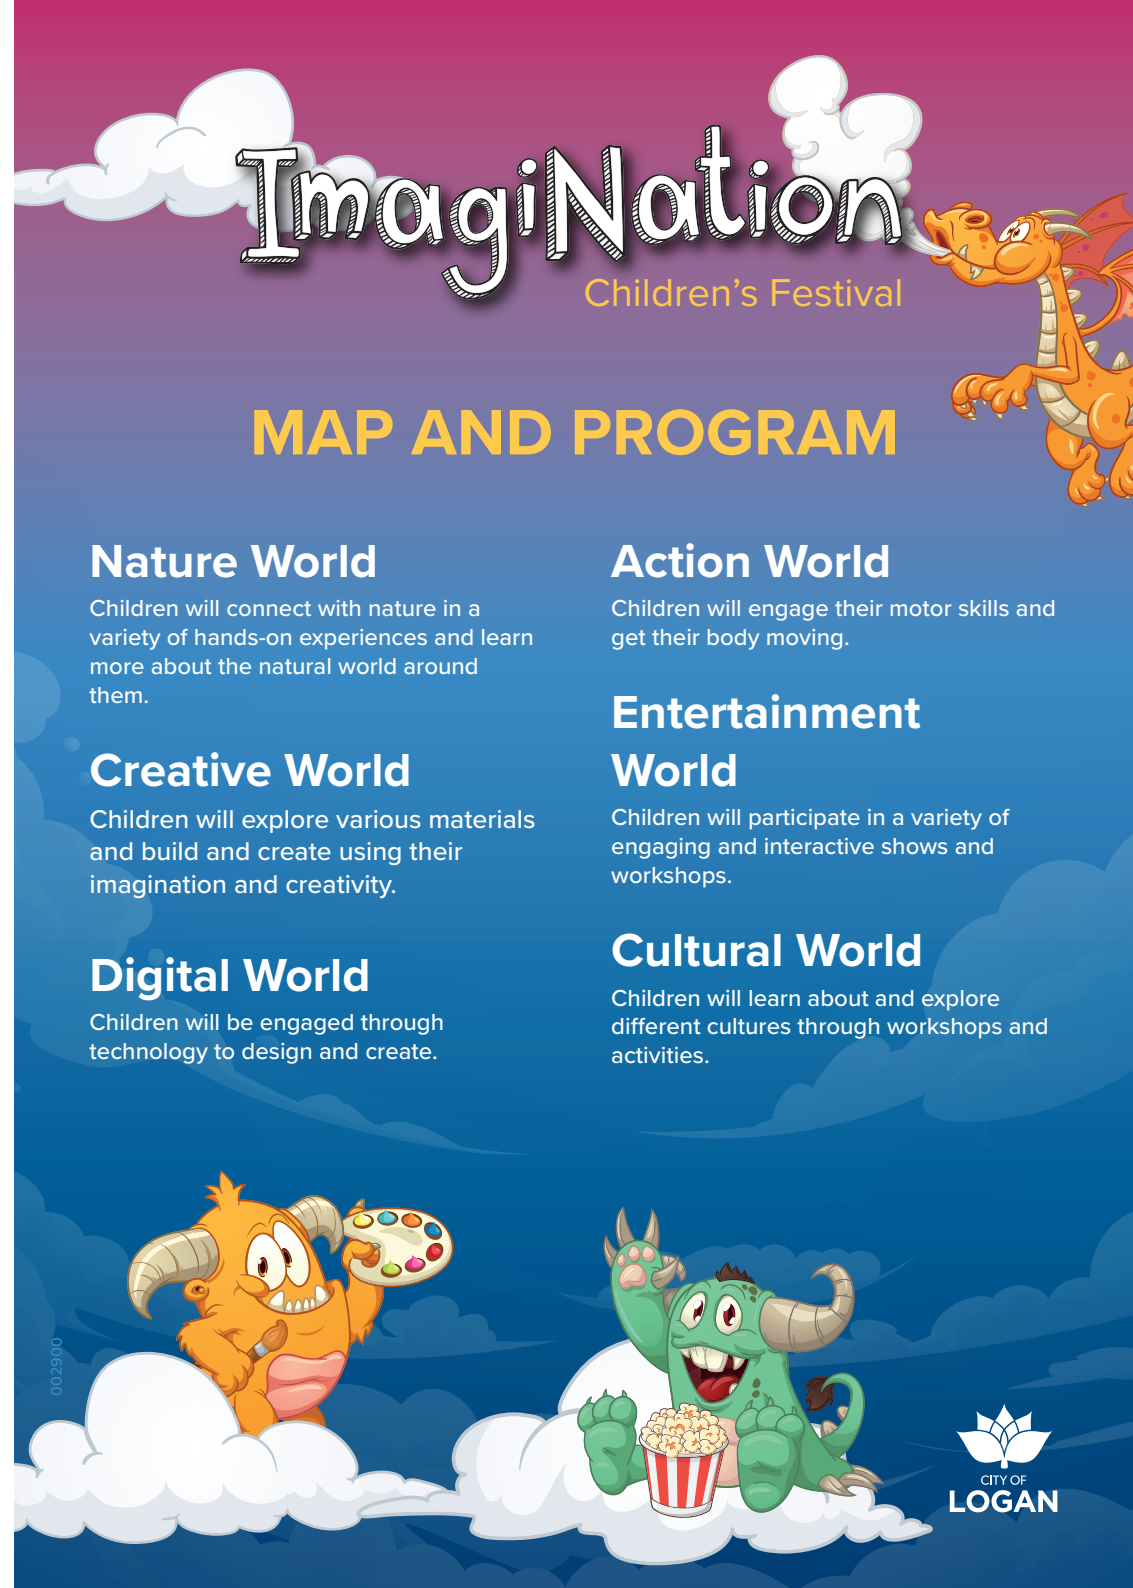 ImagiNation
Children's Festival
MAP AND PROGRAM
Nature World
Children will connect with nature in a
variety of hands-on experiences and learn
more about the natural world around
them.
Creative World
Children will explore various materials
and build and create using their
imagination and creativity.
Digital World
Children will be engaged through
technology to design and create.
Action World
Children will engage their motor skills and
get their body moving.
Entertainment
World
Children will participate in a variety of
engaging and interactive shows and
workshops.
Cultural World
Children will learn about and explore
different cultures through workshops and
activities.
002900
CITY OF
LOGAN